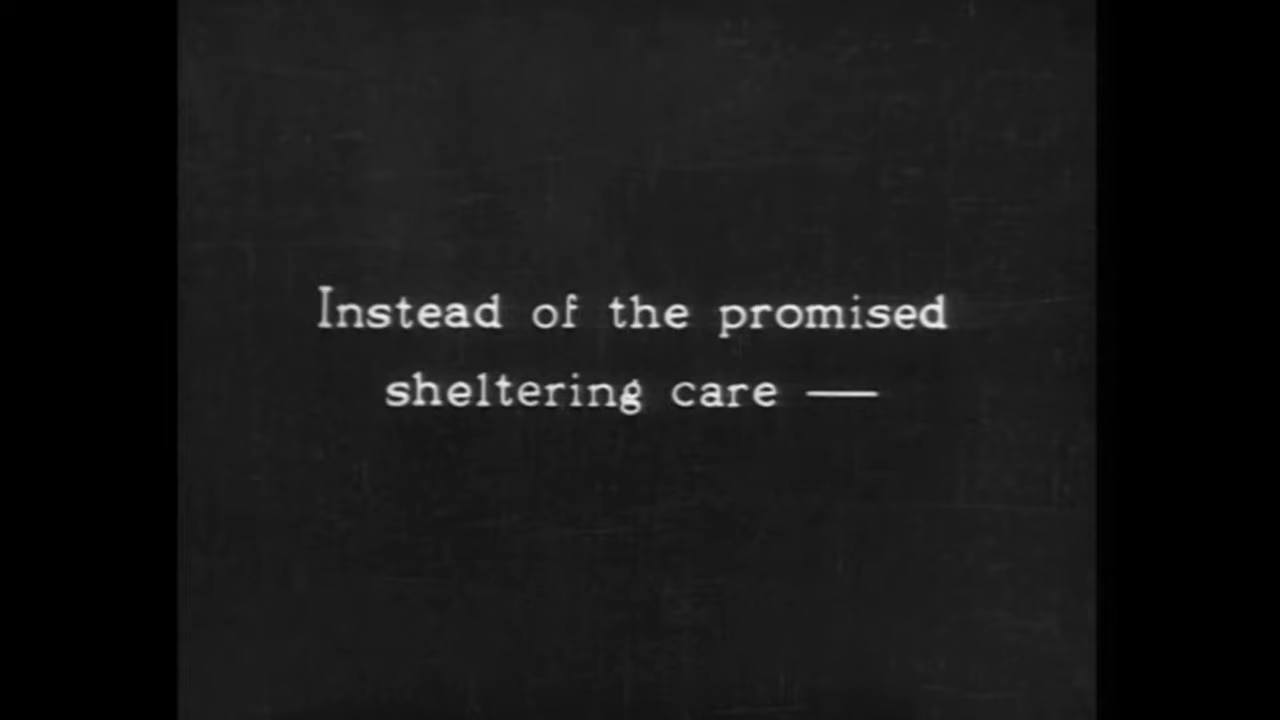 Instead of the promised
sheltering care —